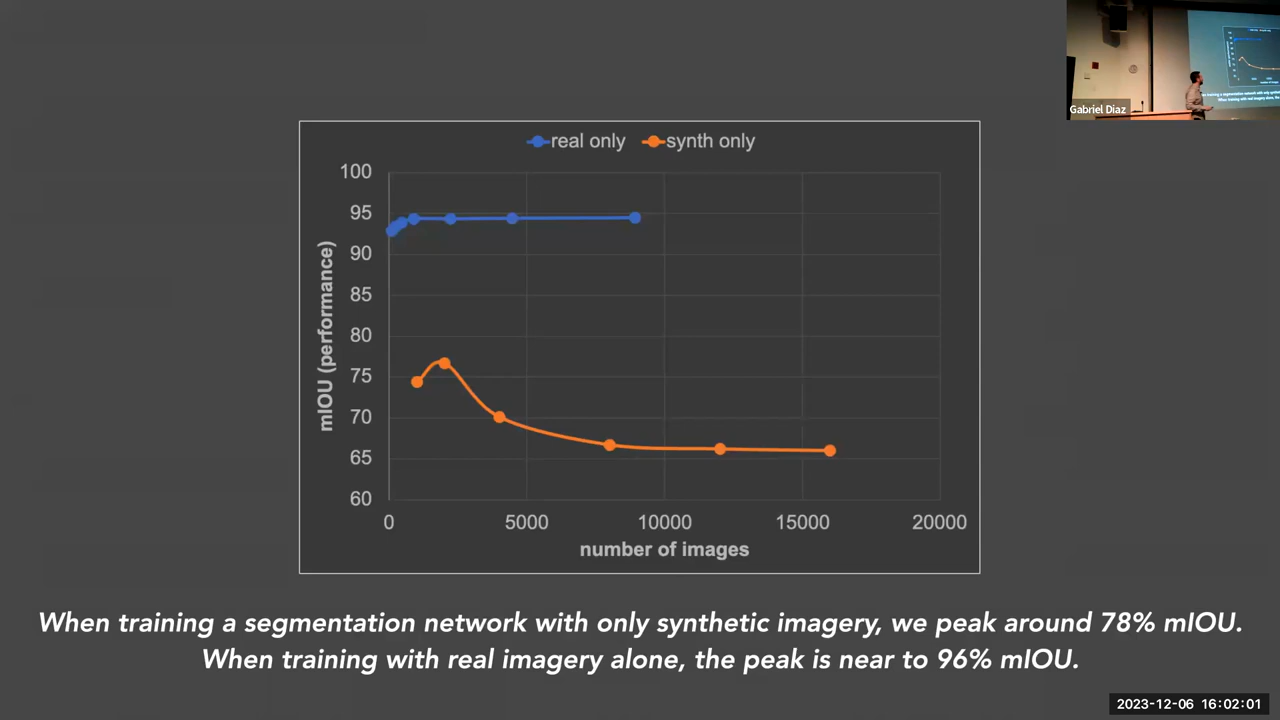 Gabriel Diaz
real only synth only
100
95
90
85
80
75
70
65
60
mIOU (performance)
0 5000 10000 15000 20000
number of images
When training a segmentation network with only synthetic imagery, we peak around 78% mIOU.
When training with real imagery alone, the peak is near to 96% mIOU.
2023-12-06 16:02:01